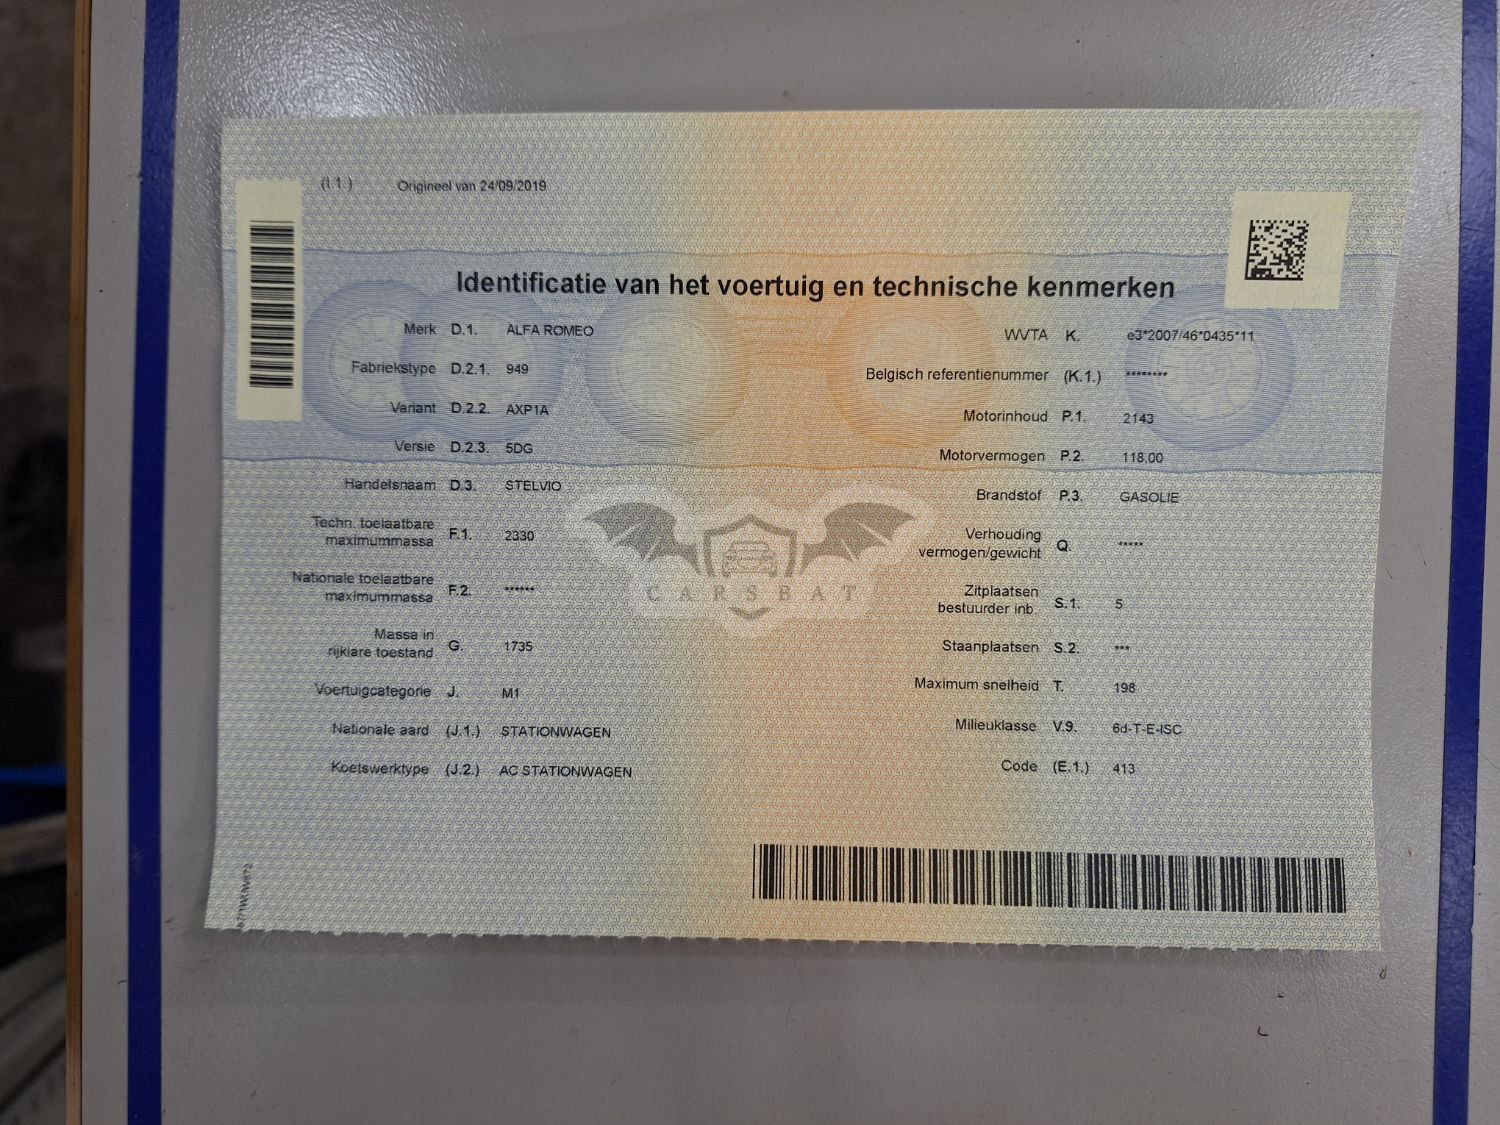 (I.1.) Origineel van 24/09/2019
Identificatie van het voertuig en technische kenmerken
Merk D.1. ALFA ROMEO
Fabriekstype D.2.1. 949
Variant D.2.2. AXP1A
Versie D.2.3. 5DG
Handelsnaam D.3. STELVIO
Techn. toelaatbare
maximummassa F.1. 2330
Nationale toelaatbare
maximummassa F.2. ******
Massa in
rijklare toestand G. 1735
Voertuigcategorie J. M1
Nationale aard (J.1.) STATIONWAGEN
Koetswerktype (J.2.) AC STATIONWAGEN
WVTA K. e3*2007/46*0435*11
Belgisch referentienummer (K.1.) ********
Motorinhoud P.1. 2143
Motorvermogen P.2. 118,00
Brandstof P.3. GASOLIE
Verhouding
vermogen/gewicht Q. *****
Zitplaatsen
bestuurder inb. S.1. 5
Staanplaatsen S.2. ***
Maximum snelheid T. 198
Milieuklasse V.9. 6d-T-E-ISC
Code (E.1.) 413
CARSBAT